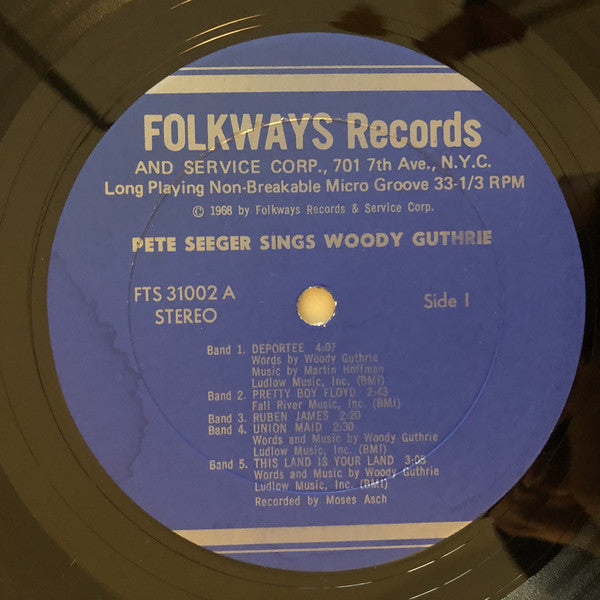 FOLKWAYS Records
AND SERVICE CORP., 701 7th Ave., N.Y.C.
Long Playing Non-Breakable Micro Groove 33-1/3 RPM
© 1968 by Folkways Records & Service Corp.
PETE SEEGER SINGS WOODY GUTHRIE
FTS 31002 A
STEREO
Side I
Band 1. DEPORTEE 4:07
Words by Woody Guthrie
Music by Martin Hoffman
Ludlow Music, Inc. (BMI)
Band 2. PRETTY BOY FLOYD 2:43
Fall River Music, Inc. (BMI)
Band 3. RUBEN JAMES 2:20
Band 4. UNION MAID 2:30
Words and Music by Woody Guthrie
Ludlow Music, Inc. (BMI)
Band 5. THIS LAND IS YOUR LAND 3:05
Words and Music by Woody Guthrie
Ludlow Music, Inc. (BMI)
Recorded by Moses Asch